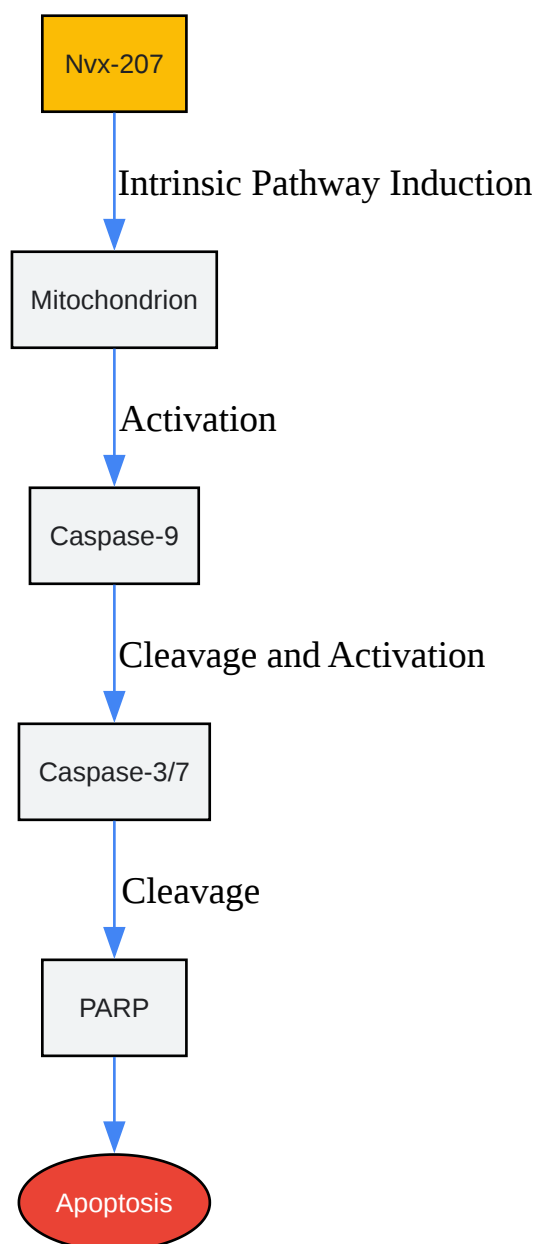 Nvx-207
Intrinsic Pathway Induction
Mitochondrion
Activation
Caspase-9
Cleavage and Activation
Caspase-3/7
Cleavage
PARP
Apoptosis